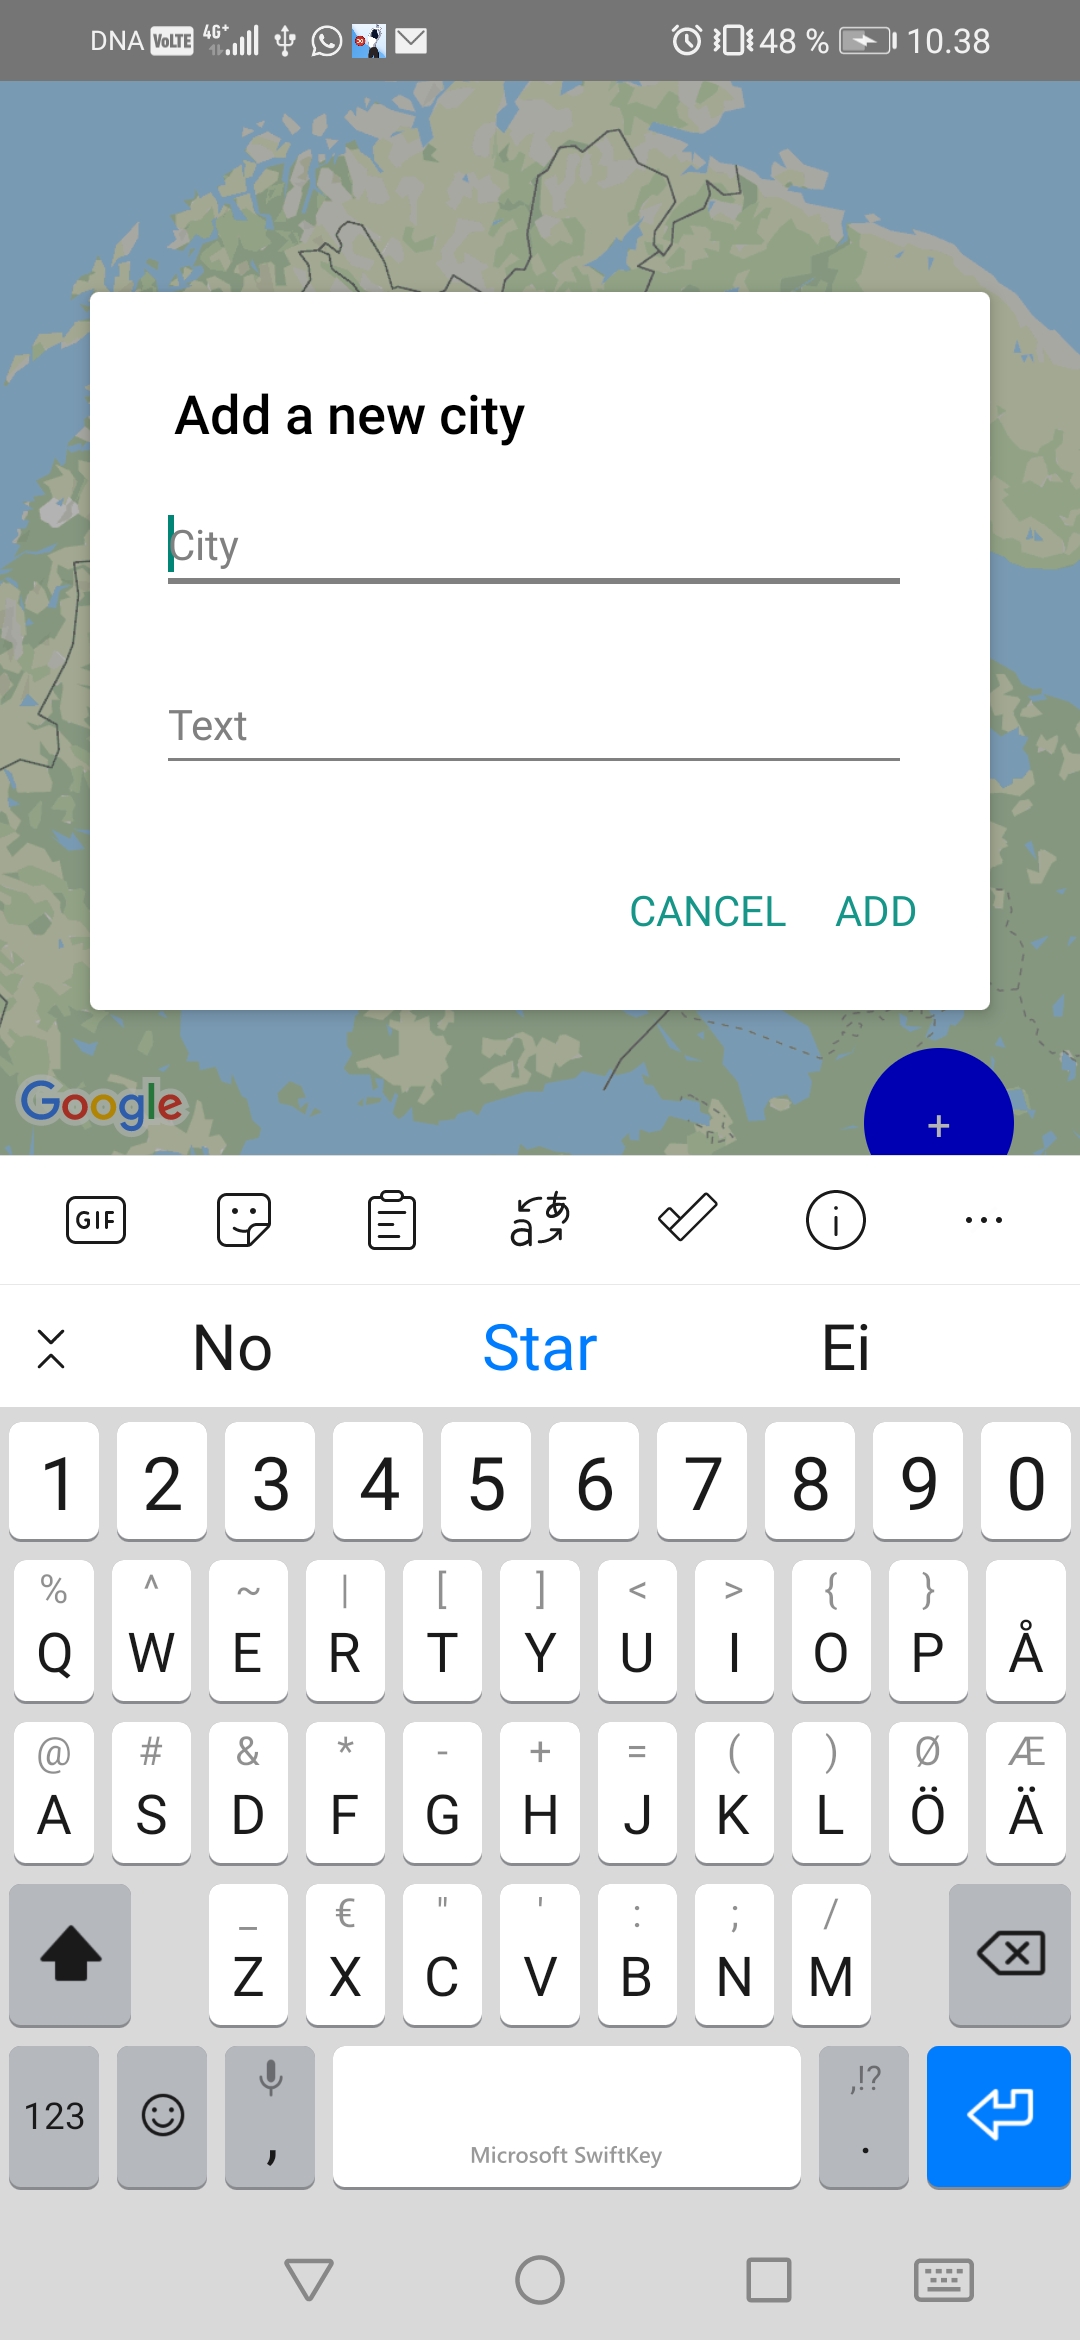 DNA VoLTE 4G+ 48 % 10.38
Add a new city
City
Text
CANCEL ADD
Google
+
GIF a あ i ...
No Star Ei
1 2 3 4 5 6 7 8 9 0
% ^ ~ | [ ] < > { }
Q W E R T Y U I O P Å
@ # & * - + = ( ) Ø Æ
A S D F G H J K L Ö Ä
_ € " ' : ; /
Z X C V B N M
,!?
123 , Microsoft SwiftKey .